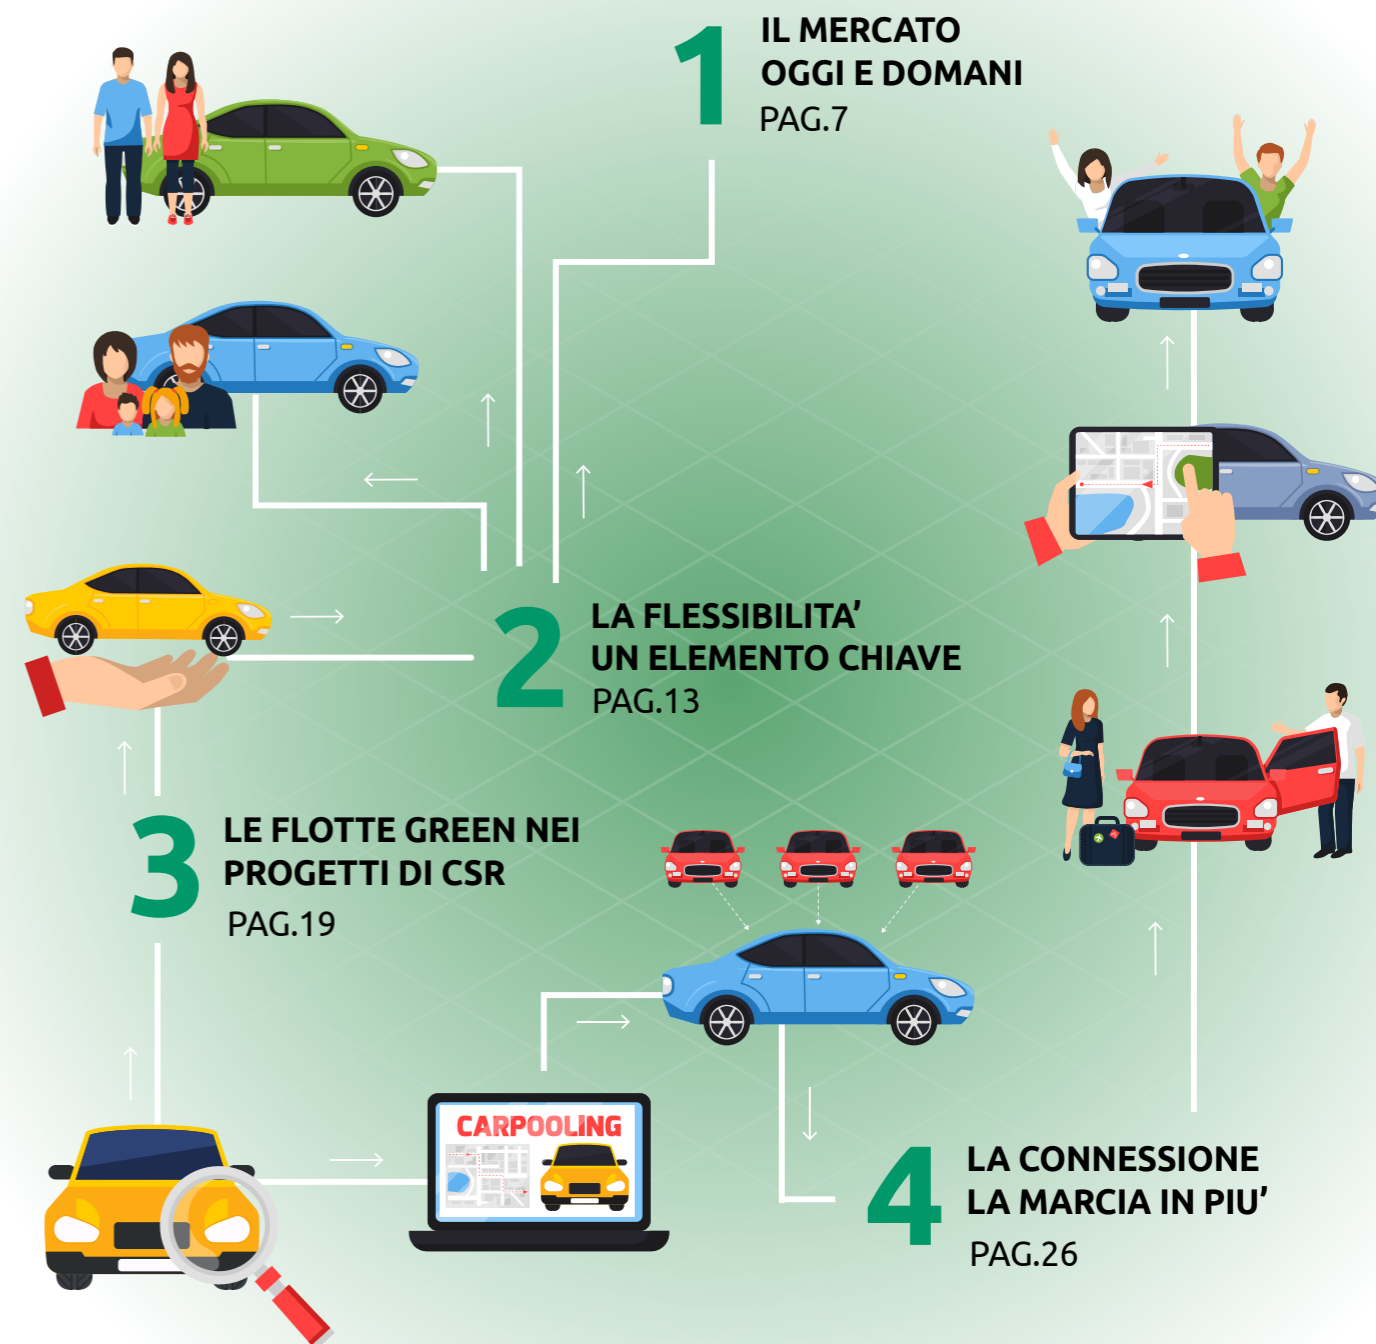 1
IL MERCATO
OGGI E DOMANI
PAG.7
2
LA FLESSIBILITA’
UN ELEMENTO CHIAVE
PAG.13
3
LE FLOTTE GREEN NEI
PROGETTI DI CSR
PAG.19
CARPOOLING
4
LA CONNESSIONE
LA MARCIA IN PIU’
PAG.26